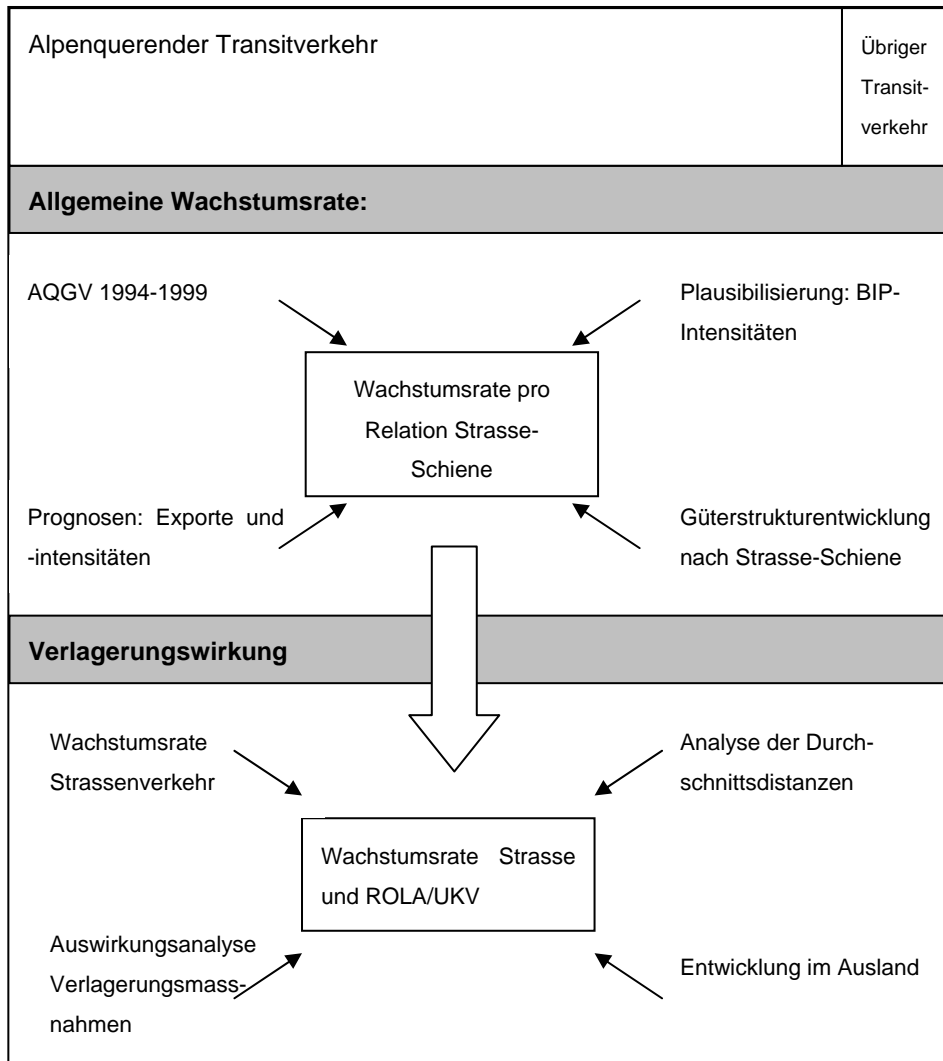 Alpenquerender Transitverkehr
Übriger
Transit-
verkehr
Allgemeine Wachstumsrate:
AQGV 1994-1999
Plausibilisierung: BIP-
Intensitäten
Wachstumsrate pro
Relation Strasse-
Schiene
Prognosen: Exporte und
-intensitäten
Güterstrukturentwicklung
nach Strasse-Schiene
Verlagerungswirkung
Wachstumsrate
Strassenverkehr
Analyse der Durch-
schnittsdistanzen
Wachstumsrate Strasse
und ROLA/UKV
Auswirkungsanalyse
Verlagerungsmass-
nahmen
Entwicklung im Ausland